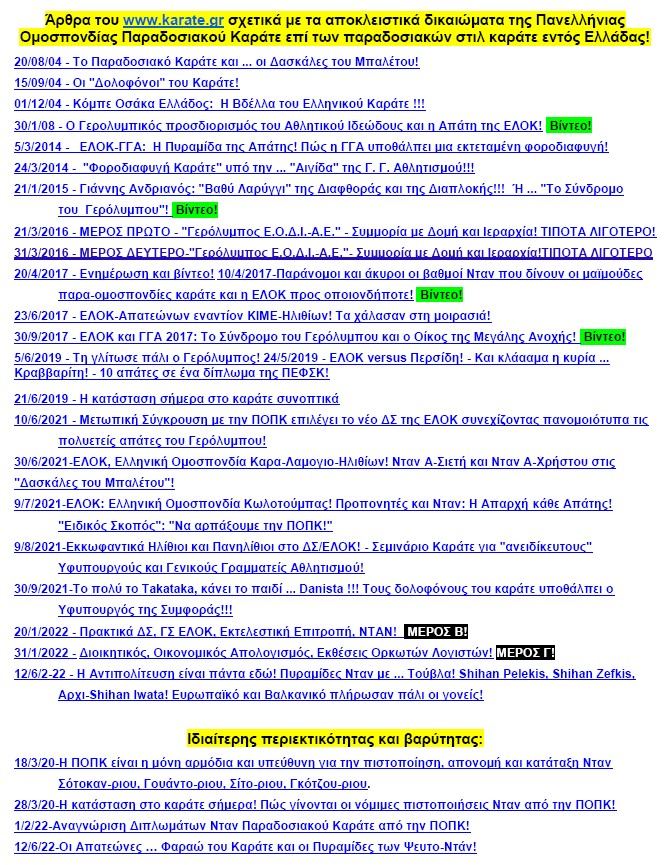 Άρθρα του www.karate.gr σχετικά με τα αποκλειστικά δικαιώματα της Πανελλήνιας
Ομοσπονδίας Παραδοσιακού Καράτε επί των παραδοσιακών στιλ καράτε εντός Ελλάδας!
20/08/04 - Το Παραδοσιακό Καράτε και ... οι Δασκάλες του Μπαλέτου!
15/09/04 - Οι "Δολοφόνοι" του Καράτε!
01/12/04 - Κόμπε Οσάκα Ελλάδος: Η Βδέλλα του Ελληνικού Καράτε !!!
30/1/08 - Ο Γερολυμπικός προσδιορισμός του Αθλητικού Ιδεώδους και η Απάτη της ΕΛΟΚ! Βίντεο!
5/3/2014 - ΕΛΟΚ-ΓΓΑ: Η Πυραμίδα της Απάτης! Πώς η ΓΓΑ υποθάλπει μια εκτεταμένη φοροδιαφυγή!
24/3/2014 - "Φοροδιαφυγή Καράτε" υπό την ... "Αιγίδα" της Γ. Γ. Αθλητισμού!!!
21/1/2015 - Γιάννης Ανδριανός: "Βαθύ Λαρύγγι" της Διαφθοράς και της Διαπλοκής!!! Ή ... "Το Σύνδρομο
του Γερόλυμπου"! Βίντεο!
21/3/2016 - ΜΕΡΟΣ ΠΡΩΤΟ - "Γερόλυμπος Ε.Ο.Δ.Ι.-Α.Ε." - Συμμορία με Δομή και Ιεραρχία! ΤΙΠΟΤΑ ΛΙΓΟΤΕΡΟ!
31/3/2016 - ΜΕΡΟΣ ΔΕΥΤΕΡΟ-"Γερόλυμπος Ε.Ο.Δ.Ι.-Α.Ε."- Συμμορία με Δομή και Ιεραρχία!ΤΙΠΟΤΑ ΛΙΓΟΤΕΡΟ
20/4/2017 - Ενημέρωση και βίντεο! 10/4/2017-Παράνομοι και άκυροι οι βαθμοί Νταν που δίνουν οι μαϊμούδες
παρα-ομοσπονδίες καράτε και η ΕΛΟΚ προς οποιονδήποτε! Βίντεο!
23/6/2017 - ΕΛΟΚ-Απατεώνων εναντίον ΚΙΜΕ-Ηλιθίων! Τα χάλασαν στη μοιρασιά!
30/9/2017 - ΕΛΟΚ και ΓΓΑ 2017: Το Σύνδρομο του Γερόλυμπου και ο Οίκος της Μεγάλης Ανοχής! Βίντεο!
5/6/2019 - Τη γλίτωσε πάλι ο Γερόλυμπος! 24/5/2019 - ΕΛΟΚ versus Περσίδη! - Και κλάααμα η κυρία ...
Κραββαρίτη! - 10 απάτες σε ένα δίπλωμα της ΠΕΦΣΚ!
21/6/2019 - Η κατάσταση σήμερα στο καράτε συνοπτικά
10/6/2021 - Μετωπική Σύγκρουση με την ΠΟΠΚ επιλέγει το νέο ΔΣ της ΕΛΟΚ συνεχίζοντας πανομοιότυπα τις
πολυετείς απάτες του Γερόλυμπου!
30/6/2021-ΕΛΟΚ, Ελληνική Ομοσπονδία Καρα-Λαμογιο-Ηλιθίων! Νταν Α-Σιετή και Νταν Α-Χρήστου στις
"Δασκάλες του Μπαλέτου"!
9/7/2021-ΕΛΟΚ: Ελληνική Ομοσπονδία Κωλοτούμπας! Προπονητές και Νταν: Η Απαρχή κάθε Απάτης!
"Ειδικός Σκοπός": "Να αρπάξουμε την ΠΟΠΚ!"
9/8/2021-Εκκωφαντικά Ηλίθιοι και Πανηλίθιοι στο ΔΣ/ΕΛΟΚ! - Σεμινάριο Καράτε για "ανειδίκευτους"
Υφυπουργούς και Γενικούς Γραμματείς Αθλητισμού!
30/9/2021-Το πολύ το Takataka, κάνει το παιδί ... Danista !!! Τους δολοφόνους του καράτε υποθάλπει ο
Υφυπουργός της Συμφοράς!!!
20/1/2022 - Πρακτικά ΔΣ, ΓΣ ΕΛΟΚ, Εκτελεστική Επιτροπή, ΝΤΑΝ! ΜΕΡΟΣ Β!
31/1/2022 - Διοικητικός, Οικονομικός Απολογισμός, Εκθέσεις Ορκωτών Λογιστών! ΜΕΡΟΣ Γ!
12/6/2-22 - Η Αντιπολίτευση είναι πάντα εδώ! Πυραμίδες Νταν με ... Τούβλα! Shihan Pelekis, Shihan Zefkis,
Αρχι-Shihan Iwata! Ευρωπαϊκό και Βαλκανικό πλήρωσαν πάλι οι γονείς!
Ιδιαίτερης περιεκτικότητας και βαρύτητας:
18/3/20-Η ΠΟΠΚ είναι η μόνη αρμόδια και υπεύθυνη για την πιστοποίηση, απονομή και κατάταξη Νταν
Σότοκαν-ριου, Γουάντο-ριου, Σίτο-ριου, Γκότζου-ριου.
28/3/20-Η κατάσταση στο καράτε σήμερα! Πώς γίνονται οι νόμιμες πιστοποιήσεις Νταν από την ΠΟΠΚ!
1/2/22-Αναγνώριση Διπλωμάτων Νταν Παραδοσιακού Καράτε από την ΠΟΠΚ!
12/6/22-Οι Απατεώνες … Φαραώ του Καράτε και οι Πυραμίδες των Ψευτο-Ντάν!